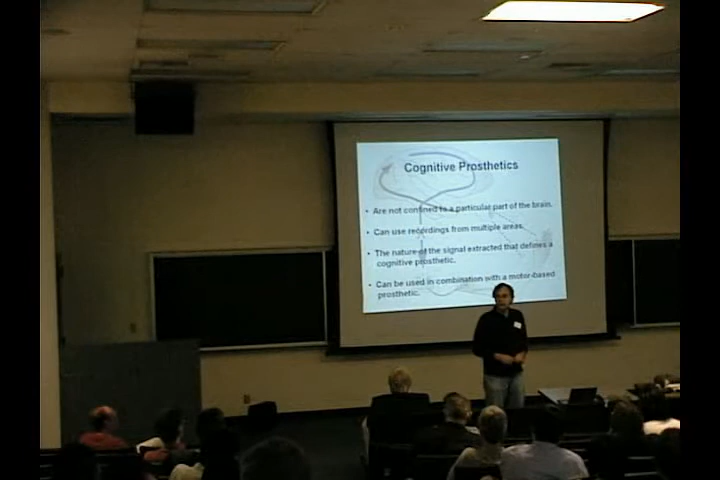 Cognitive Prosthetics
• Are not confined to a particular part of the brain.
• Can use recordings from multiple areas.
• The nature of the signal extracted that defines a
cognitive prosthetic.
• Can be used in combination with a motor-based
prosthetic.